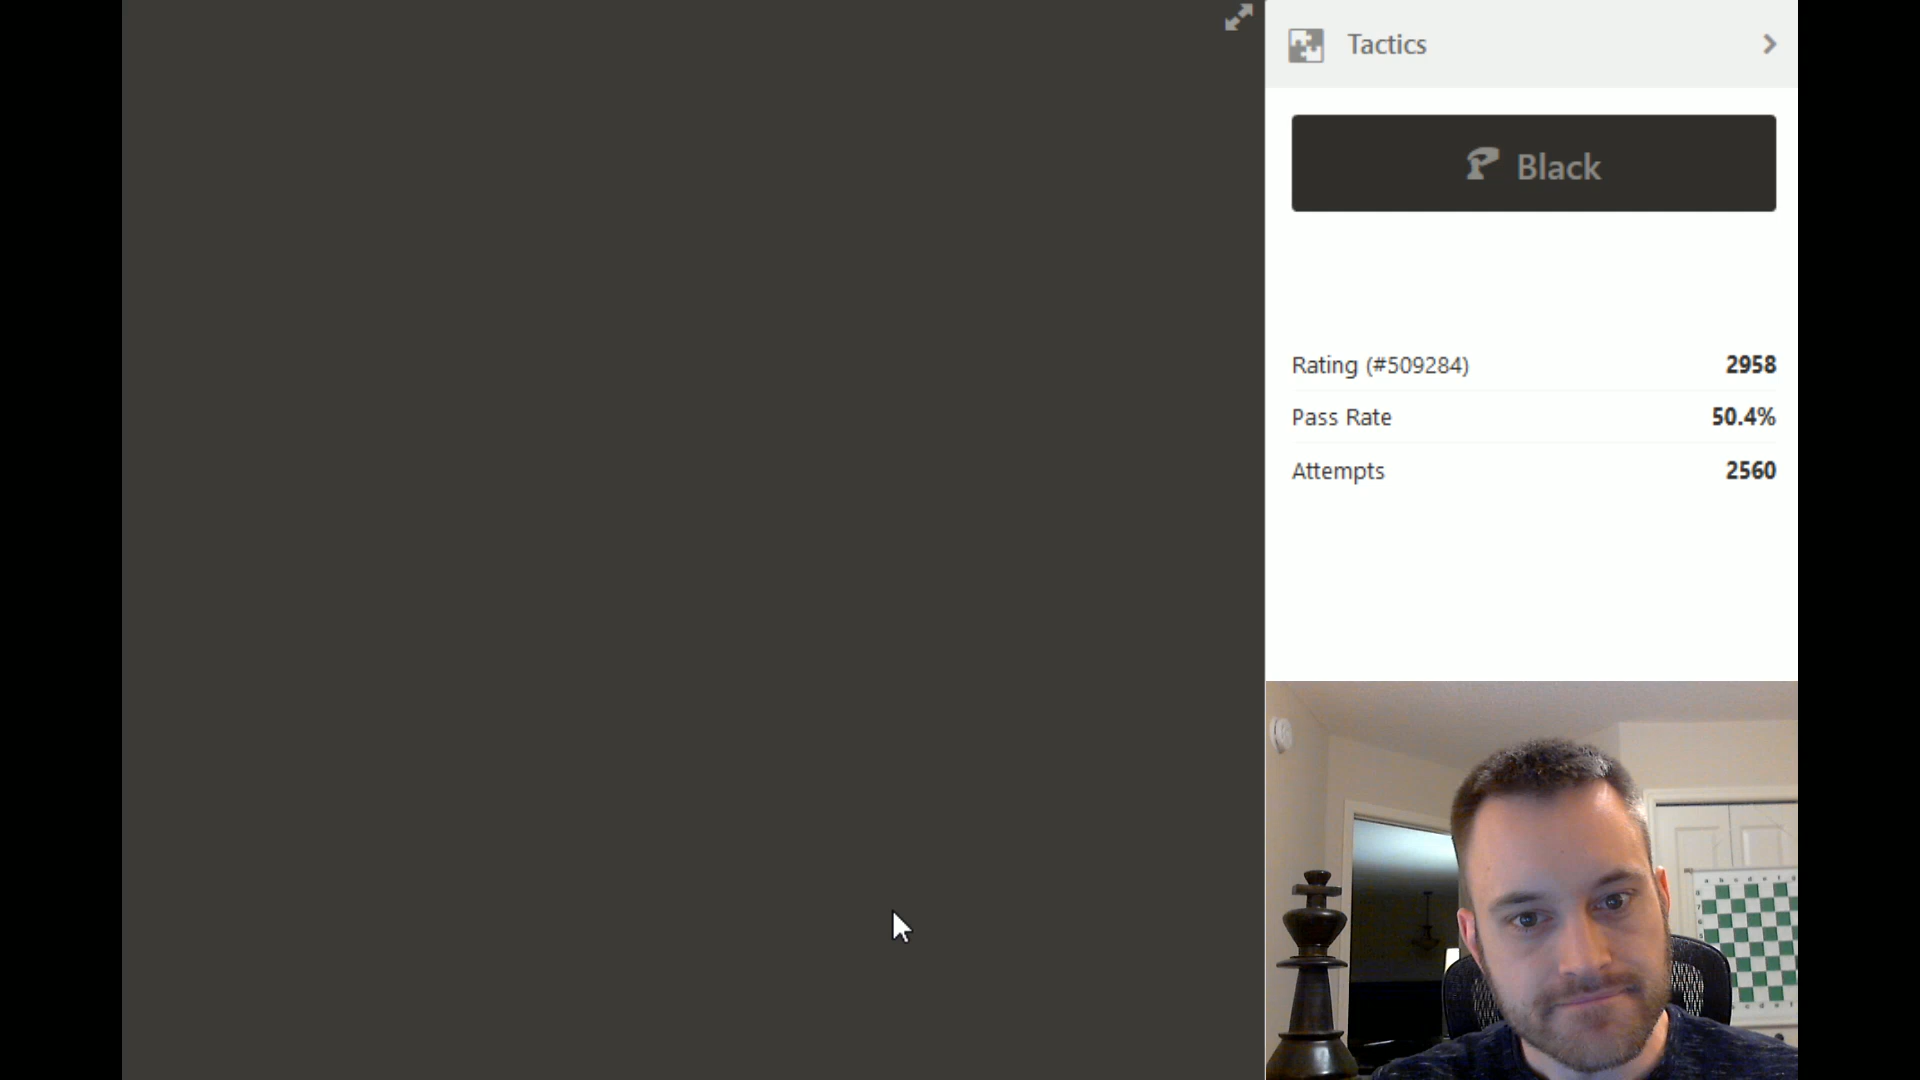 Tactics
Black
Rating (#509284) 2958
Pass Rate 50.4%
Attempts 2560